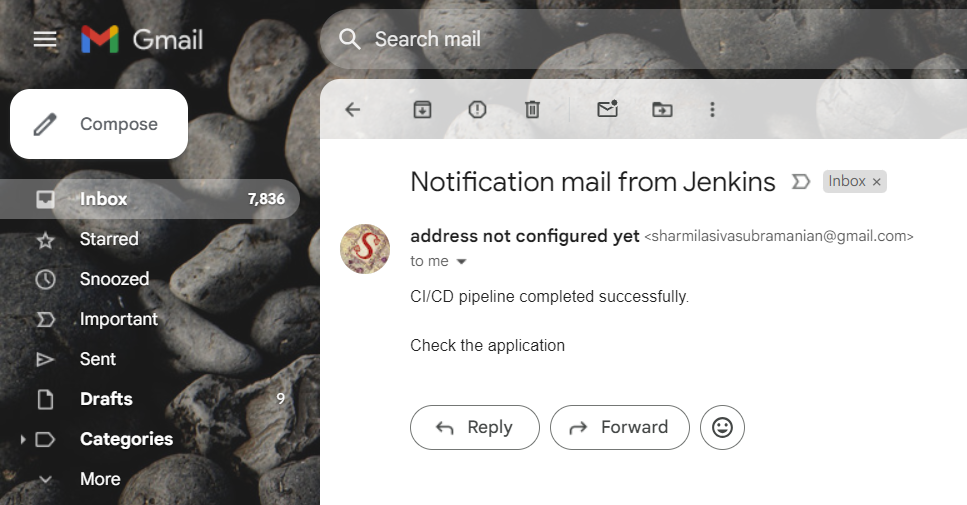 Gmail
Search mail
Compose
Inbox 7,836
Starred
Snoozed
Important
Sent
Drafts 9
Categories
More
Notification mail from Jenkins Inbox ×
S
address not configured yet <sharmilasivasubramanian@gmail.com>
to me
CI/CD pipeline completed successfully.
Check the application
Reply Forward